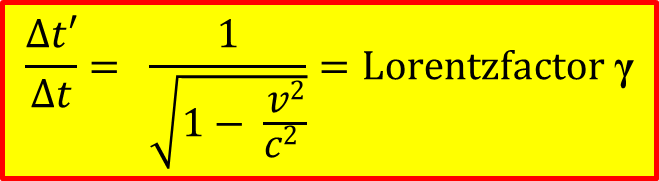 Δt′/Δt = 1/√(1 − v²/c²) = Lorentzfactor γ